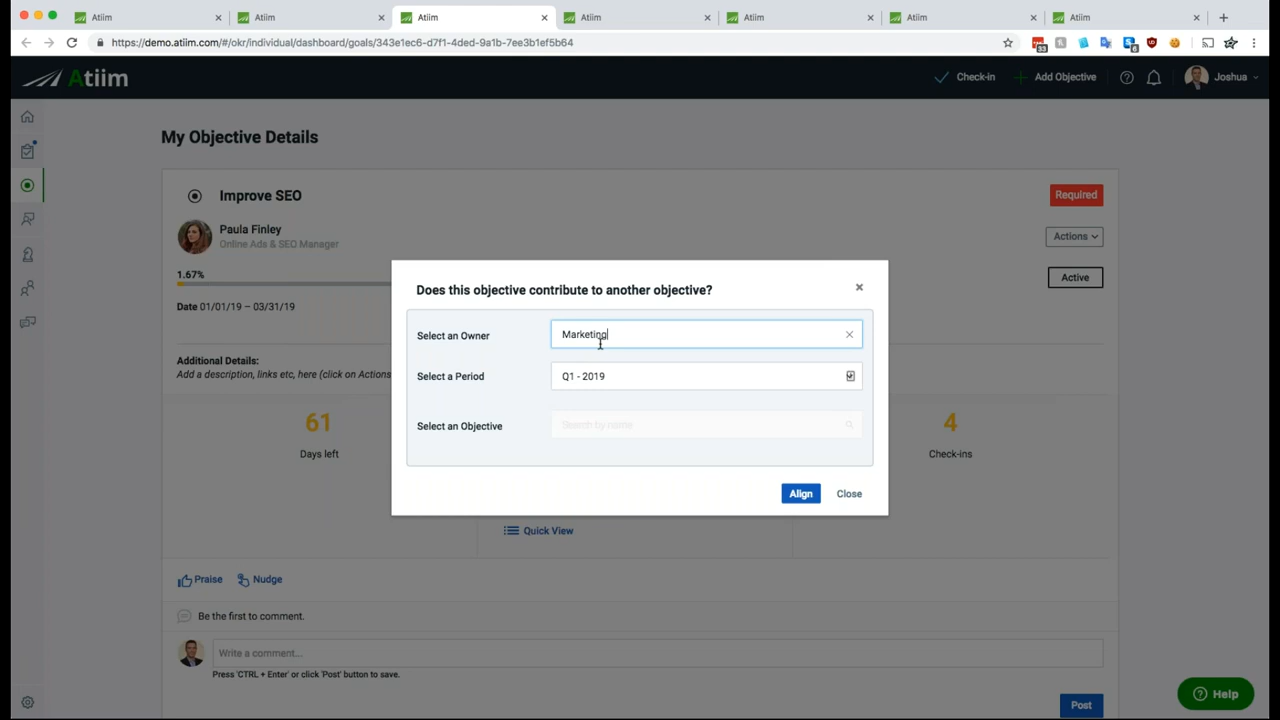 Atiim
Atiim
Atiim
Atiim
Atiim
Atiim
Atiim
https://demo.atiim.com/#/okr/individual/dashboard/goals/343e1ec6-d7f1-4ded-9a1b-7ee3b1ef5b64
33
6
Atiim
Check-in
Add Objective
Joshua
My Objective Details
Improve SEO
Required
Paula Finley
Online Ads & SEO Manager
Actions
1.67%
Active
Date 01/01/19 – 03/31/19
Additional Details:
Add a description, links etc, here (click on Actions
Does this objective contribute to another objective?
Select an Owner
Marketing
Select a Period
Q1 - 2019
Select an Objective
Search by name
Align
Close
61
Days left
4
Check-ins
Quick View
Praise
Nudge
Be the first to comment.
Write a comment...
Press 'CTRL + Enter' or click 'Post' button to save.
Post
Help